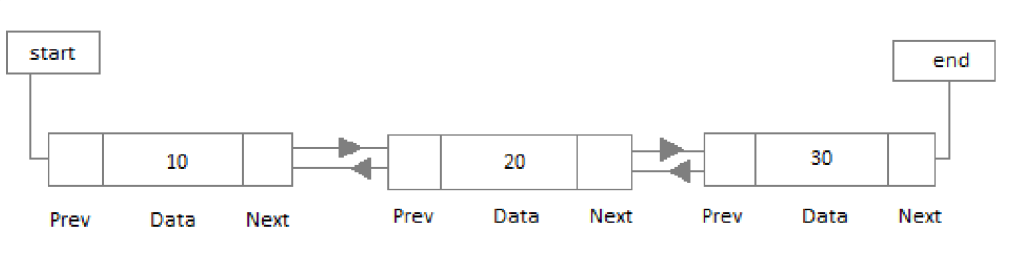 start
end
10
20
30
Prev Data Next Prev Data Next Prev Data Next